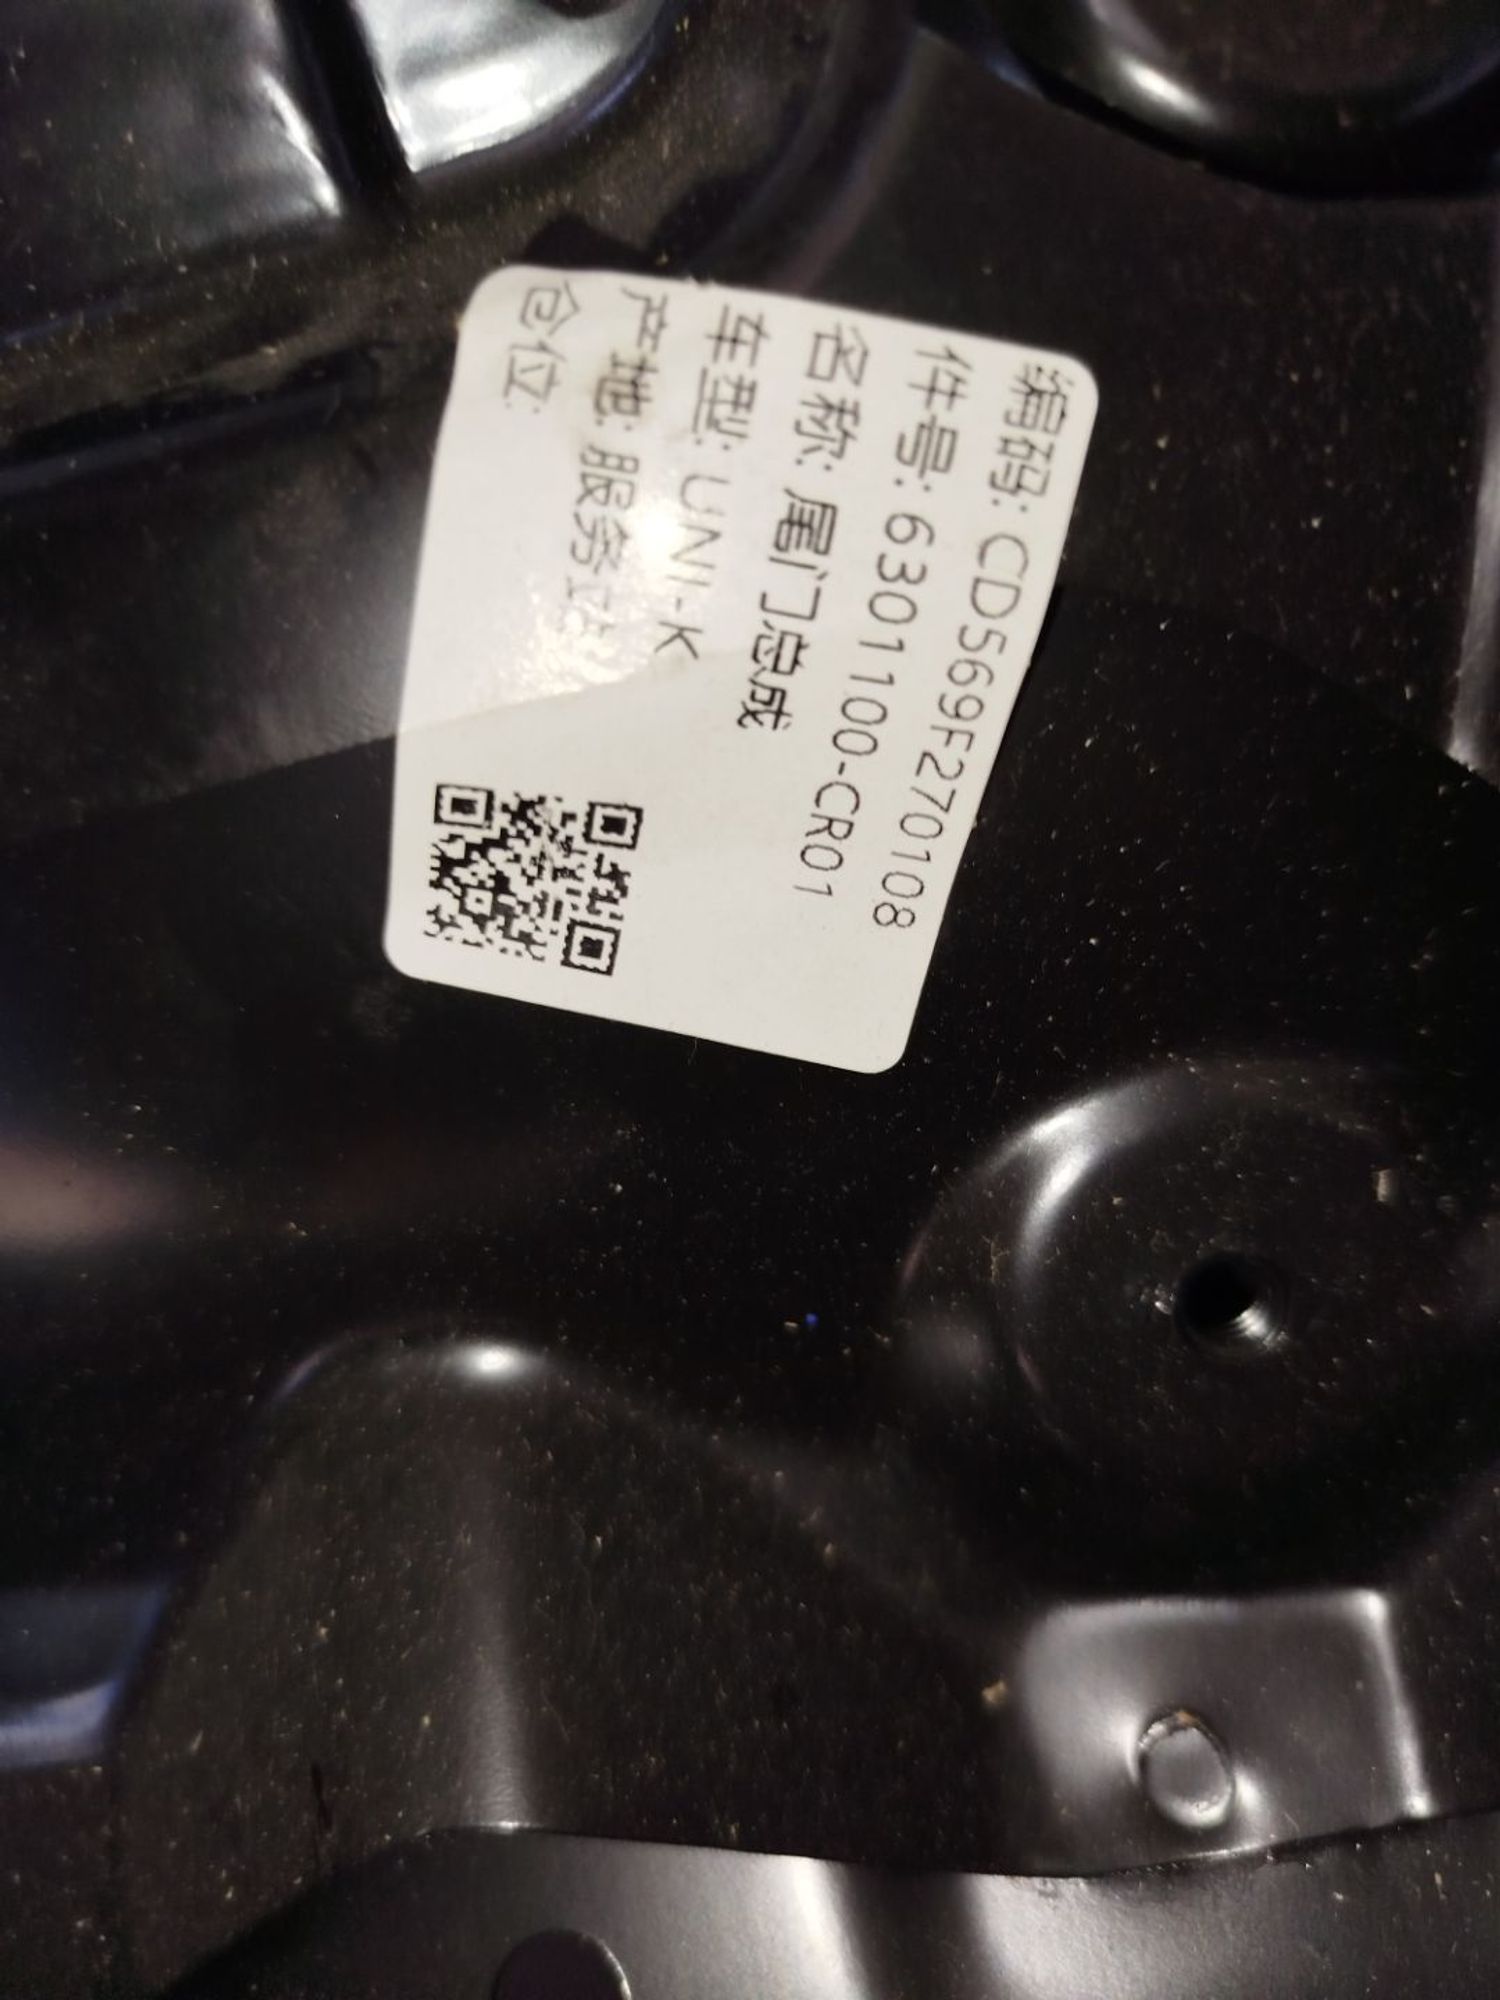 编码: CD569F270108
件号: 6301100-CR01
名称: 尾门总成
车型: UNI-K
产地: 服务
仓位: